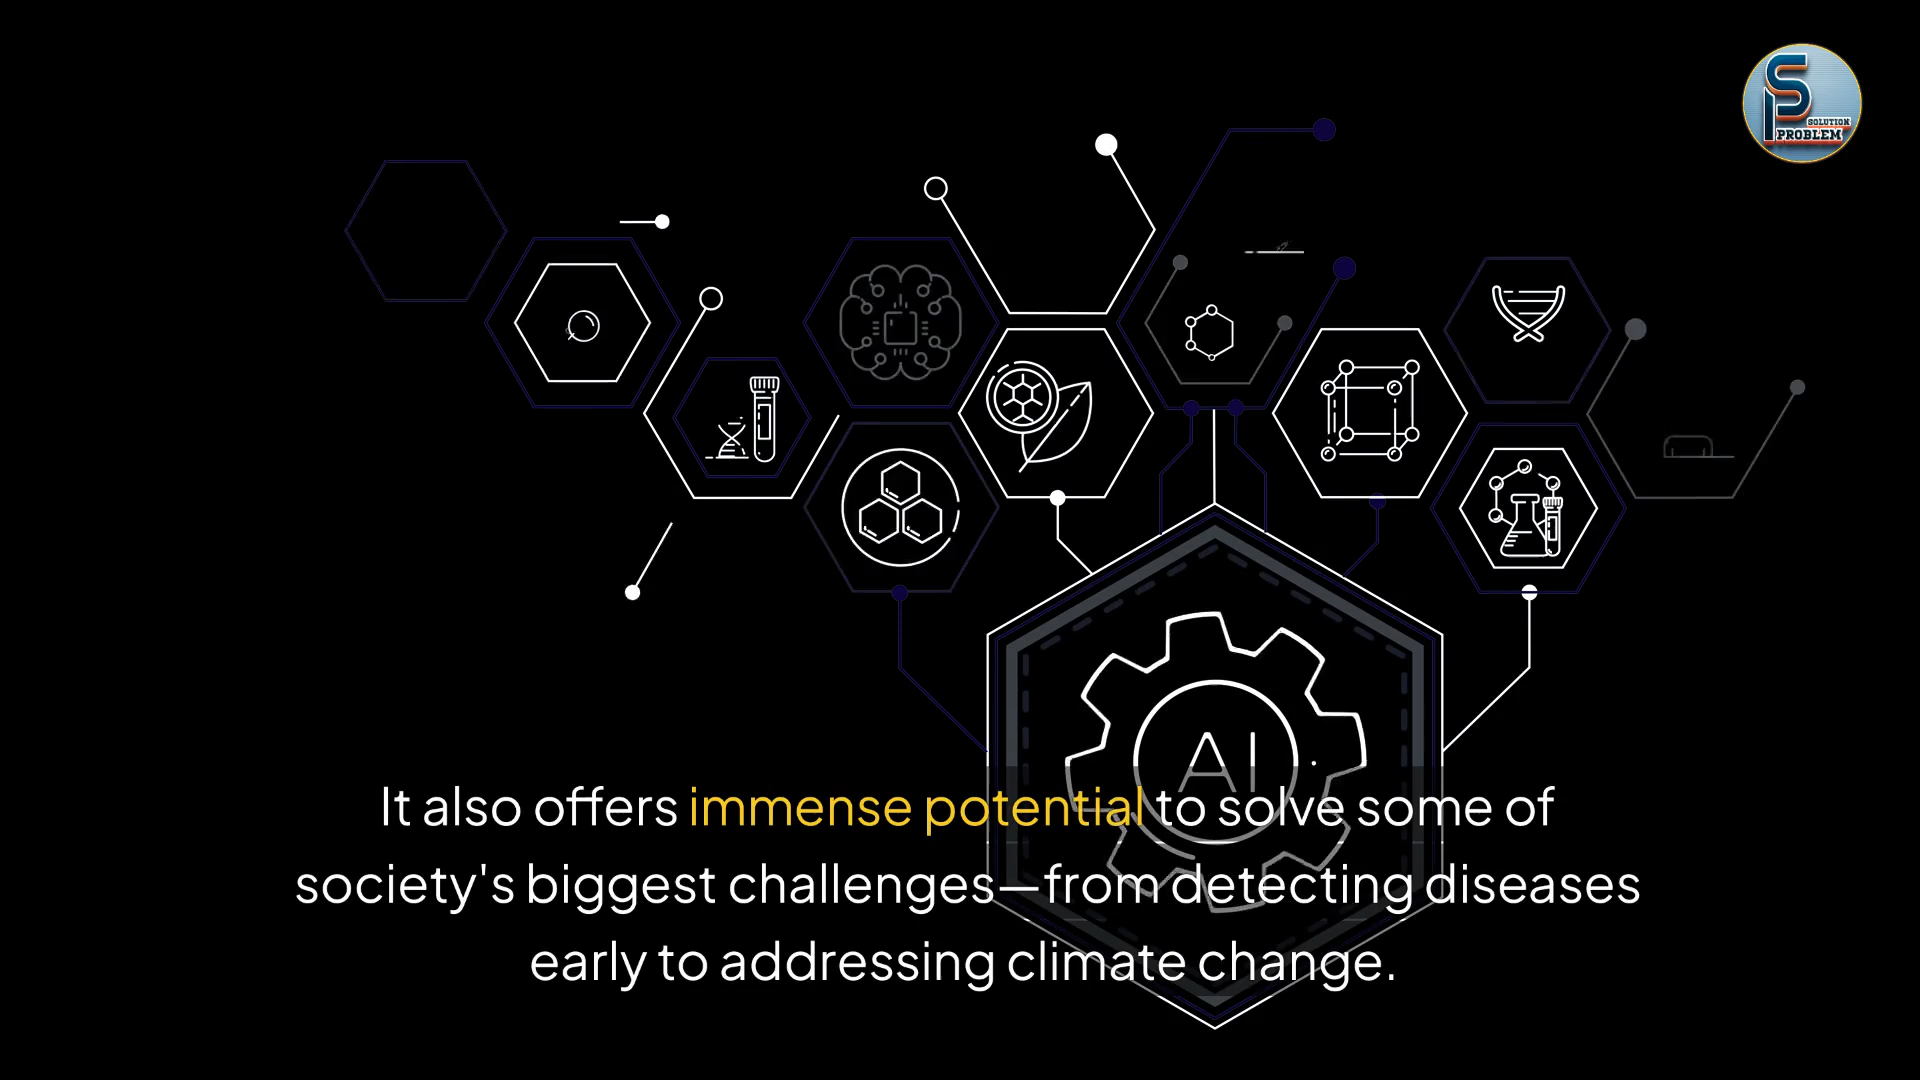 SP
SOLUTION
PROBLEM
AI
It also offers immense potential to solve some of
society's biggest challenges—from detecting diseases
early to addressing climate change.